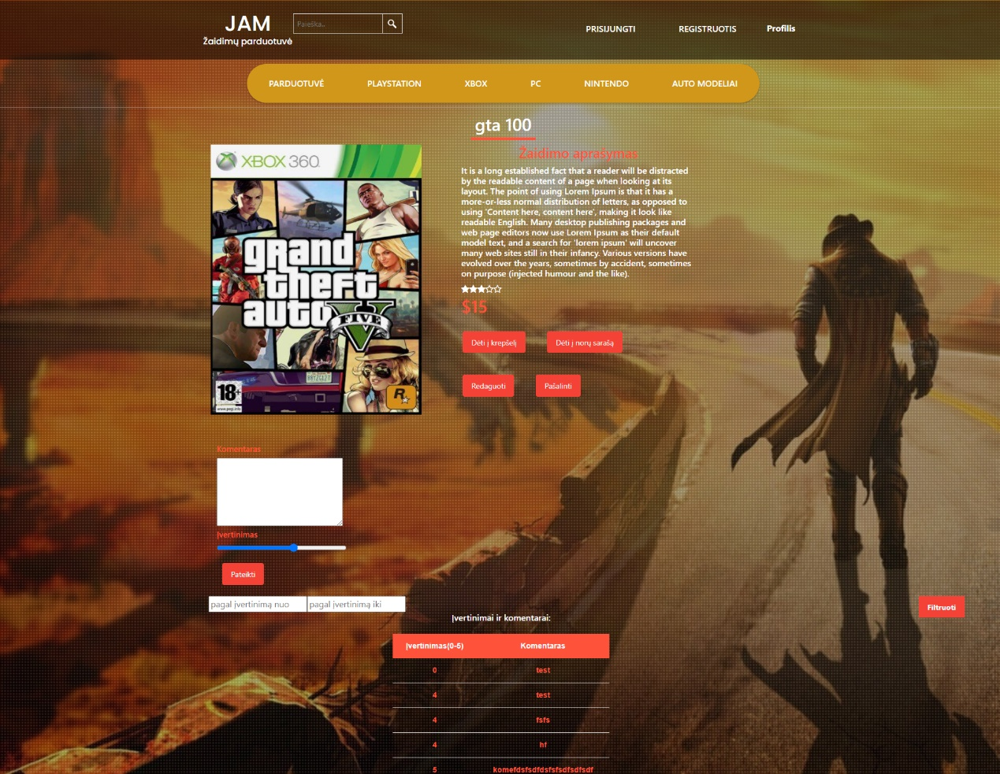 JAM
Žaidimų parduotuvė
Paieška..
PRISIJUNGTI
REGISTRUOTIS
Profilis
PARDUOTUVĖ
PLAYSTATION
XBOX
PC
NINTENDO
AUTO MODELIAI
gta 100
XBOX 360
grand
theft
auto
V
FIVE
18+
www.pegi.info
R
Žaidimo aprašymas
It is a long established fact that a reader will be distracted
by the readable content of a page when looking at its
layout. The point of using Lorem Ipsum is that it has a
more-or-less normal distribution of letters, as opposed to
using 'Content here, content here', making it look like
readable English. Many desktop publishing packages and
web page editors now use Lorem Ipsum as their default
model text, and a search for 'lorem ipsum' will uncover
many web sites still in their infancy. Various versions have
evolved over the years, sometimes by accident, sometimes
on purpose (injected humour and the like).
$15
Dėti į krepšelį
Dėti į norų sarašą
Redaguoti
Pašalinti
Komentaras
Įvertinimas
Pateikti
pagal įvertinimą nuo
pagal įvertinimą iki
Filtruoti
Įvertinimai ir komentarai:
Įvertinimas(0-5) Komentaras
0 test
4 test
4 fsfs
4 hf
5 komefdsfsdfdsfsfsdfsdfsdf